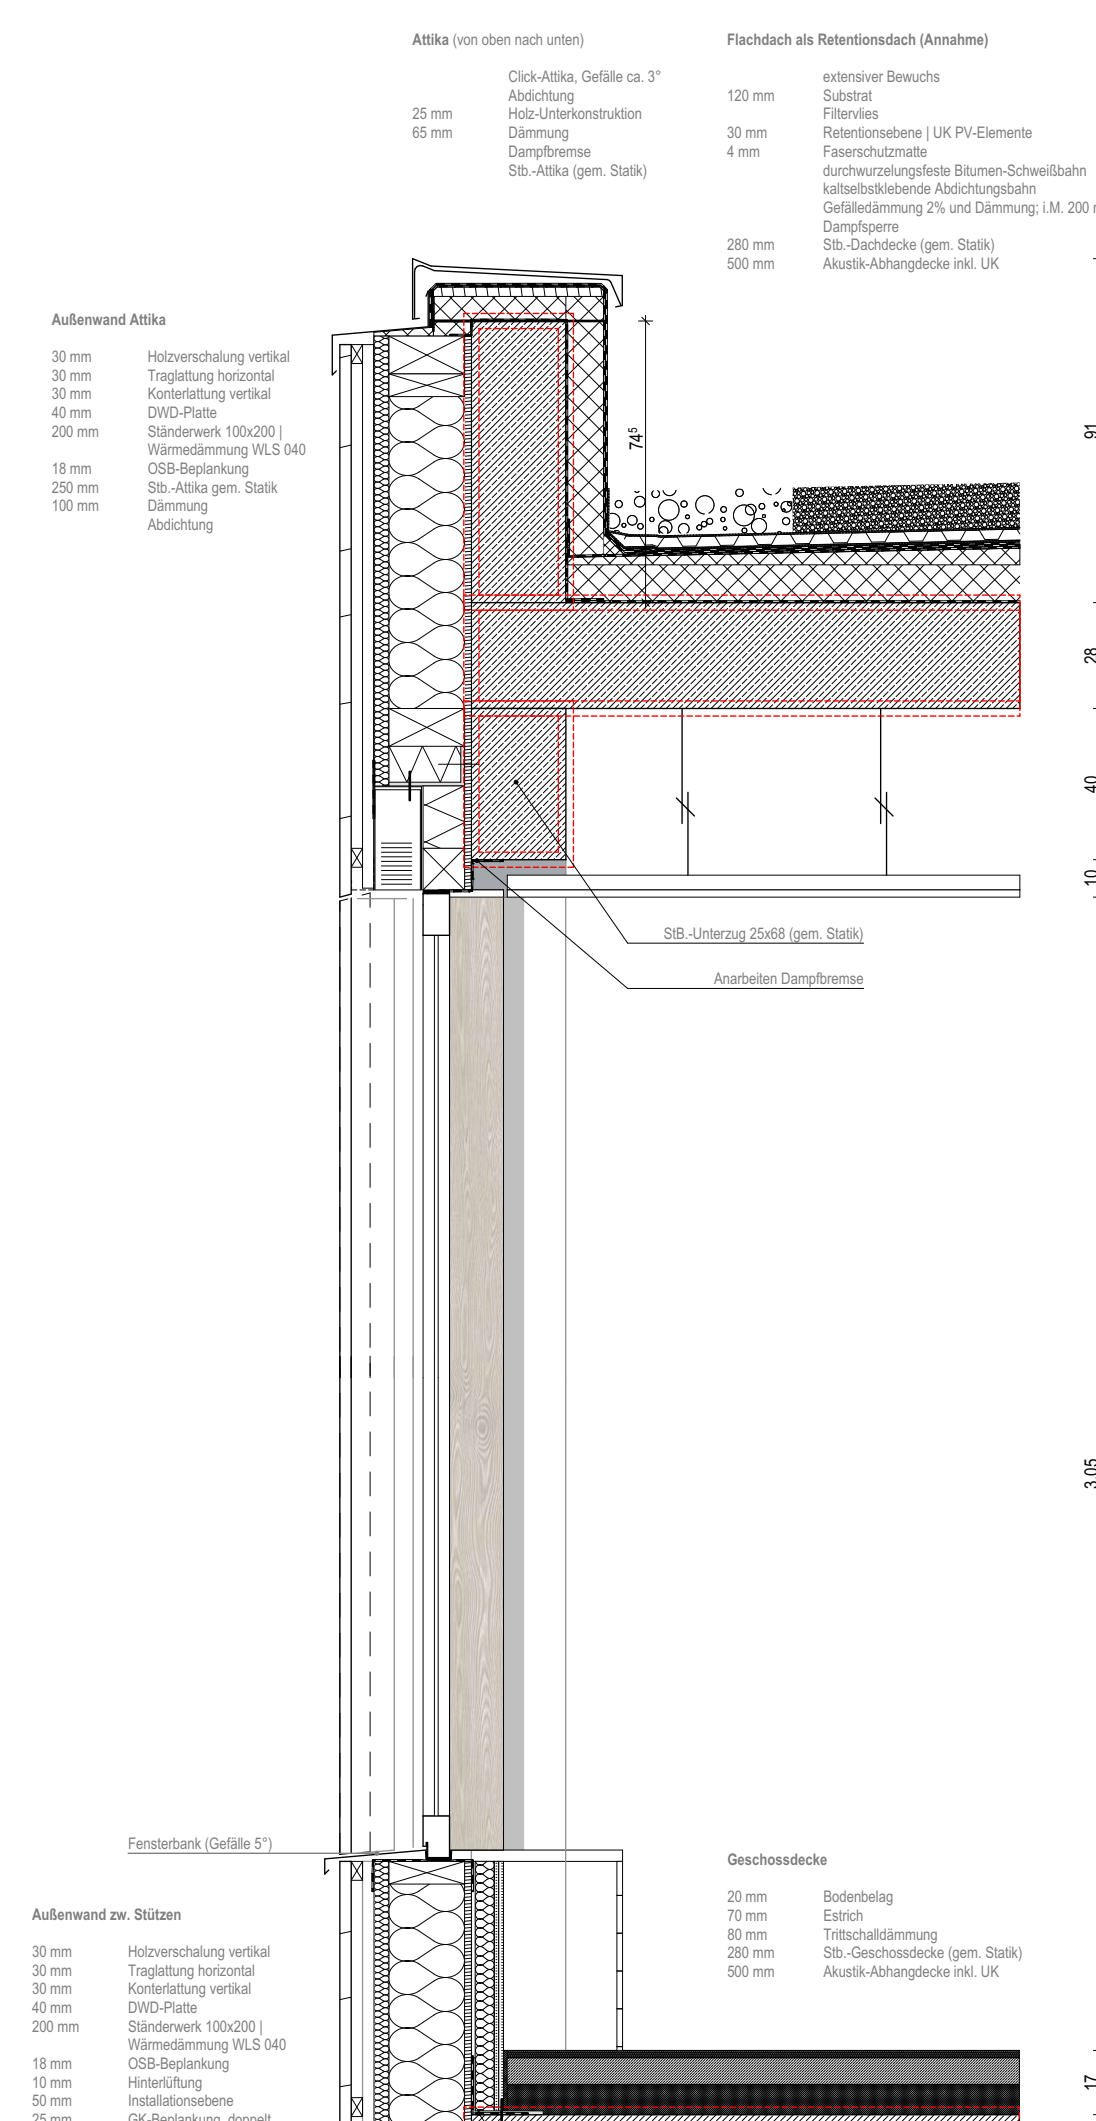 Attika (von oben nach unten)
Click-Attika, Gefälle ca. 3°
Abdichtung
25 mm Holz-Unterkonstruktion
65 mm Dämmung
Dampfbremse
Stb.-Attika (gem. Statik)
Flachdach als Retentionsdach (Annahme)
extensiver Bewuchs
120 mm Substrat
Filtervlies
30 mm Retentionsebene | UK PV-Elemente
4 mm Faserschutzmatte
durchwurzelungsfeste Bitumen-Schweißbahn
kaltselbstklebende Abdichtungsbahn
Gefälledämmung 2% und Dämmung; i.M. 200
Dampfsperre
280 mm Stb.-Dachdecke (gem. Statik)
500 mm Akustik-Abhangdecke inkl. UK
Außenwand Attika
30 mm Holzverschalung vertikal
30 mm Traglattung horizontal
30 mm Konterlattung vertikal
40 mm DWD-Platte
200 mm Ständerwerk 100x200 |
Wärmedämmung WLS 040
18 mm OSB-Beplankung
250 mm Stb.-Attika gem. Statik
100 mm Dämmung
Abdichtung
74⁵
91
28
40
10
StB.-Unterzug 25x68 (gem. Statik)
Anarbeiten Dampfbremse
3.05
Fensterbank (Gefälle 5°)
Geschossdecke
20 mm Bodenbelag
70 mm Estrich
80 mm Trittschalldämmung
280 mm Stb.-Geschossdecke (gem. Statik)
500 mm Akustik-Abhangdecke inkl. UK
Außenwand zw. Stützen
30 mm Holzverschalung vertikal
30 mm Traglattung horizontal
30 mm Konterlattung vertikal
40 mm DWD-Platte
200 mm Ständerwerk 100x200 |
Wärmedämmung WLS 040
18 mm OSB-Beplankung
10 mm Hinterlüftung
50 mm Installationsebene
25 mm GK-Beplankung, doppelt
17